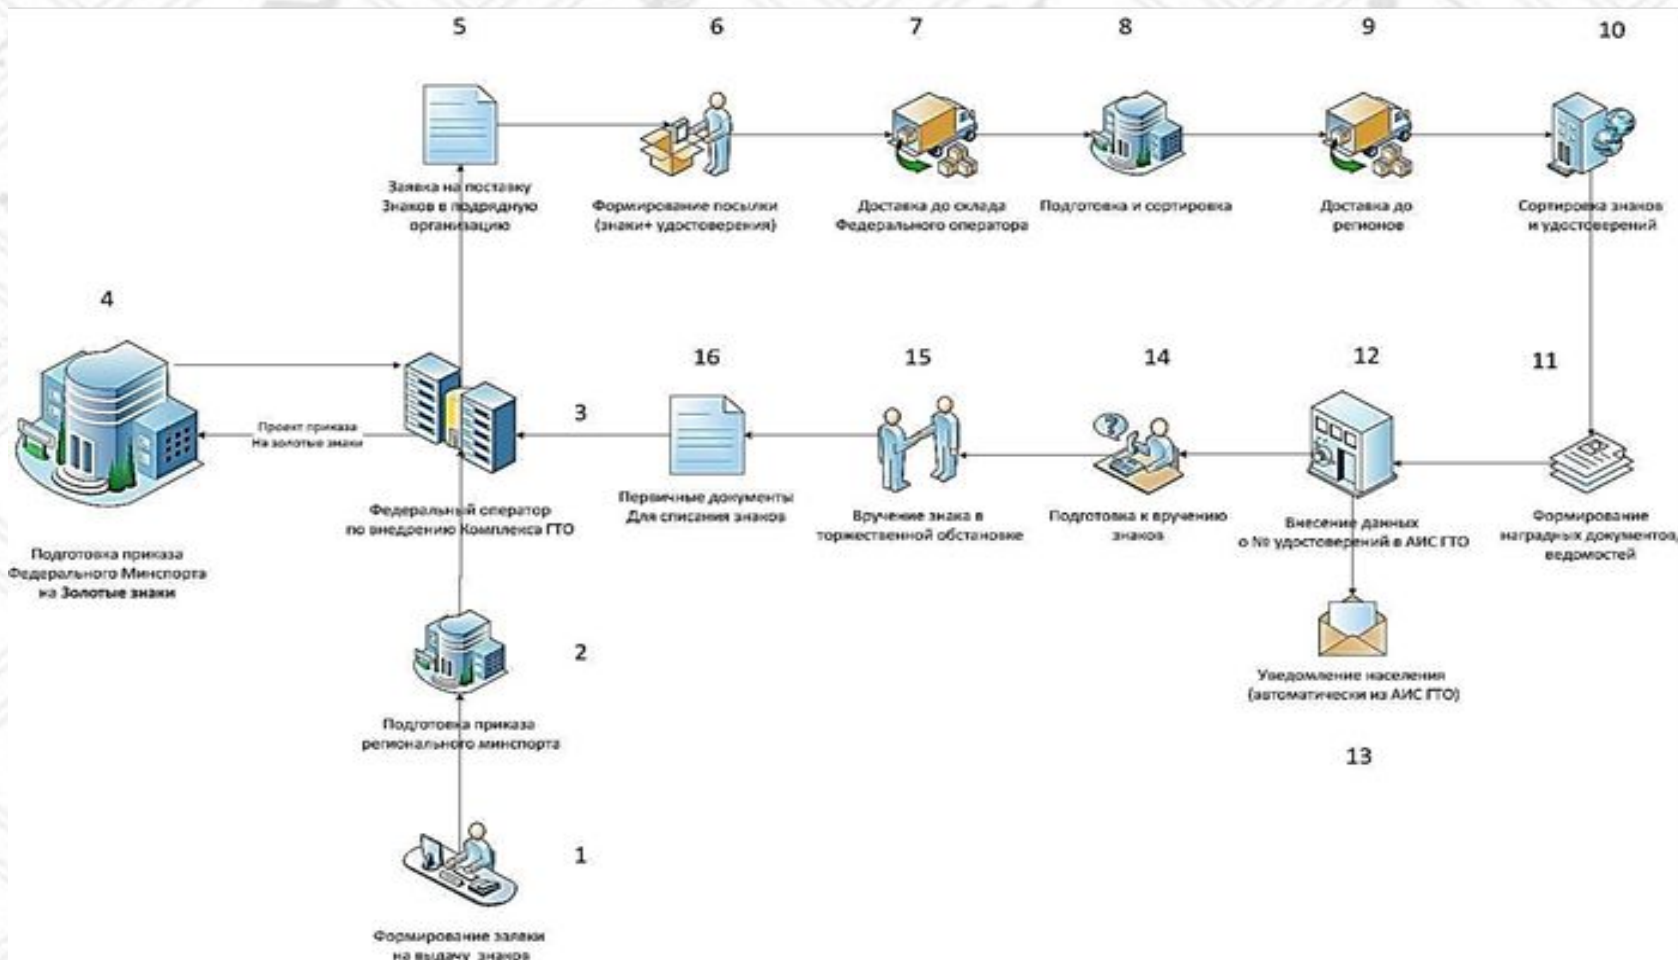 5
6
7
8
9
10
Заявка на поставку
Знаков в подрядную
организацию
Формирование посылки
(знаки+ удостоверения)
Доставка до склада
Федерального оператора
Подготовка и сортировка
Доставка до
регионов
Сортировка знаков
и удостоверений
4
Подготовка приказа
Федерального Минспорта
на Золотые знаки
Проект приказа
На золотые знаки
3
Федеральный оператор
по внедрению Комплекса ГТО
16
Первичные документы
Для списания знаков
15
Вручение знака в
торжественной обстановке
14
Подготовка к вручению
знаков
12
Внесение данных
о № удостоверений в АИС ГТО
11
Формирование
наградных документов,
ведомостей
2
Подготовка приказа
регионального минспорта
Уведомление населения
(автоматически из АИС ГТО)
13
1
Формирование заявки
на выдачу знаков